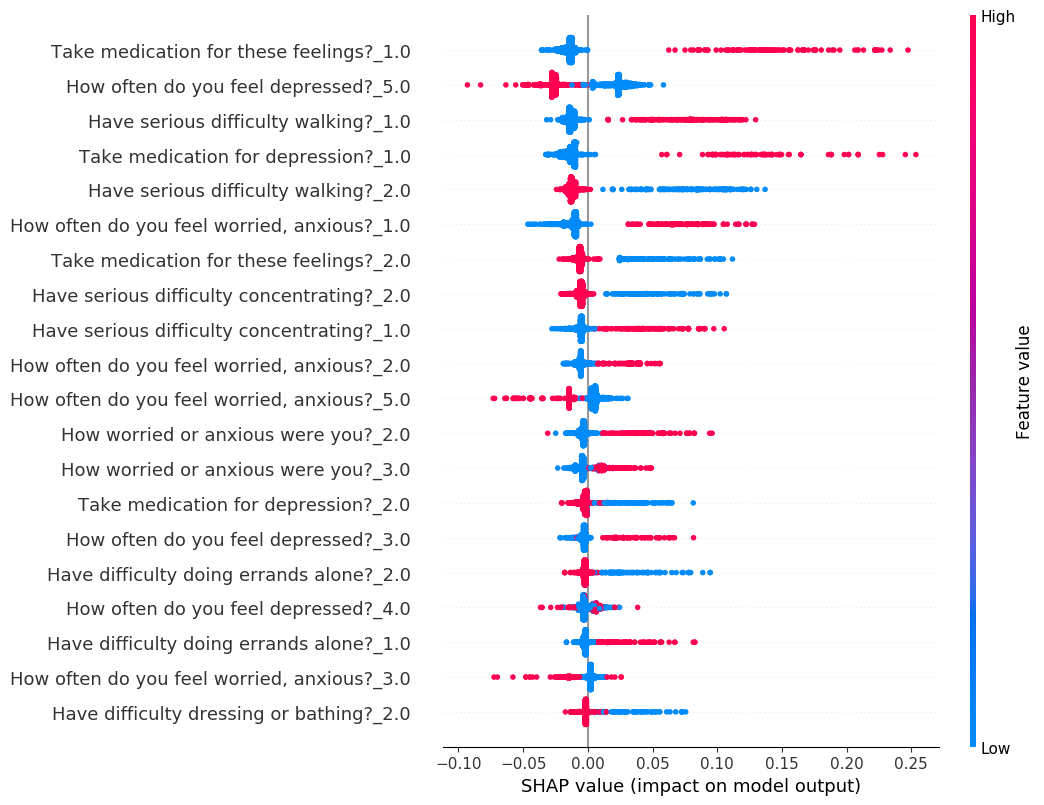 High
Take medication for these feelings?_1.0
How often do you feel depressed?_5.0
Have serious difficulty walking?_1.0
Take medication for depression?_1.0
Have serious difficulty walking?_2.0
How often do you feel worried, anxious?_1.0
Take medication for these feelings?_2.0
Have serious difficulty concentrating?_2.0
Have serious difficulty concentrating?_1.0
How often do you feel worried, anxious?_2.0
How often do you feel worried, anxious?_5.0
How worried or anxious were you?_2.0
How worried or anxious were you?_3.0
Take medication for depression?_2.0
How often do you feel depressed?_3.0
Have difficulty doing errands alone?_2.0
How often do you feel depressed?_4.0
Have difficulty doing errands alone?_1.0
How often do you feel worried, anxious?_3.0
Have difficulty dressing or bathing?_2.0
Feature value
Low
−0.10 −0.05 0.00 0.05 0.10 0.15 0.20 0.25
SHAP value (impact on model output)